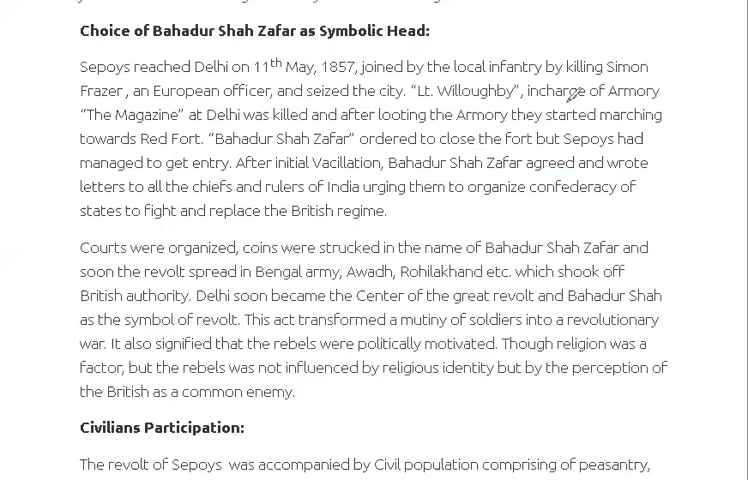 Choice of Bahadur Shah Zafar as Symbolic Head:
Sepoys reached Delhi on 11th May, 1857, joined by the local infantry by killing Simon
Frazer , an European officer, and seized the city. “Lt. Willoughby”, incharge of Armory
“The Magazine” at Delhi was killed and after looting the Armory they started marching
towards Red Fort. “Bahadur Shah Zafar” ordered to close the fort but Sepoys had
managed to get entry. After initial Vacillation, Bahadur Shah Zafar agreed and wrote
letters to all the chiefs and rulers of India urging them to organize confederacy of
states to fight and replace the British regime.
Courts were organized, coins were strucked in the name of Bahadur Shah Zafar and
soon the revolt spread in Bengal army, Awadh, Rohilakhand etc. which shook off
British authority. Delhi soon became the Center of the great revolt and Bahadur Shah
as the symbol of revolt. This act transformed a mutiny of soldiers into a revolutionary
war. It also signified that the rebels were politically motivated. Though religion was a
factor, but the rebels was not influenced by religious identity but by the perception of
the British as a common enemy.
Civilians Participation:
The revolt of Sepoys was accompanied by Civil population comprising of peasantry,